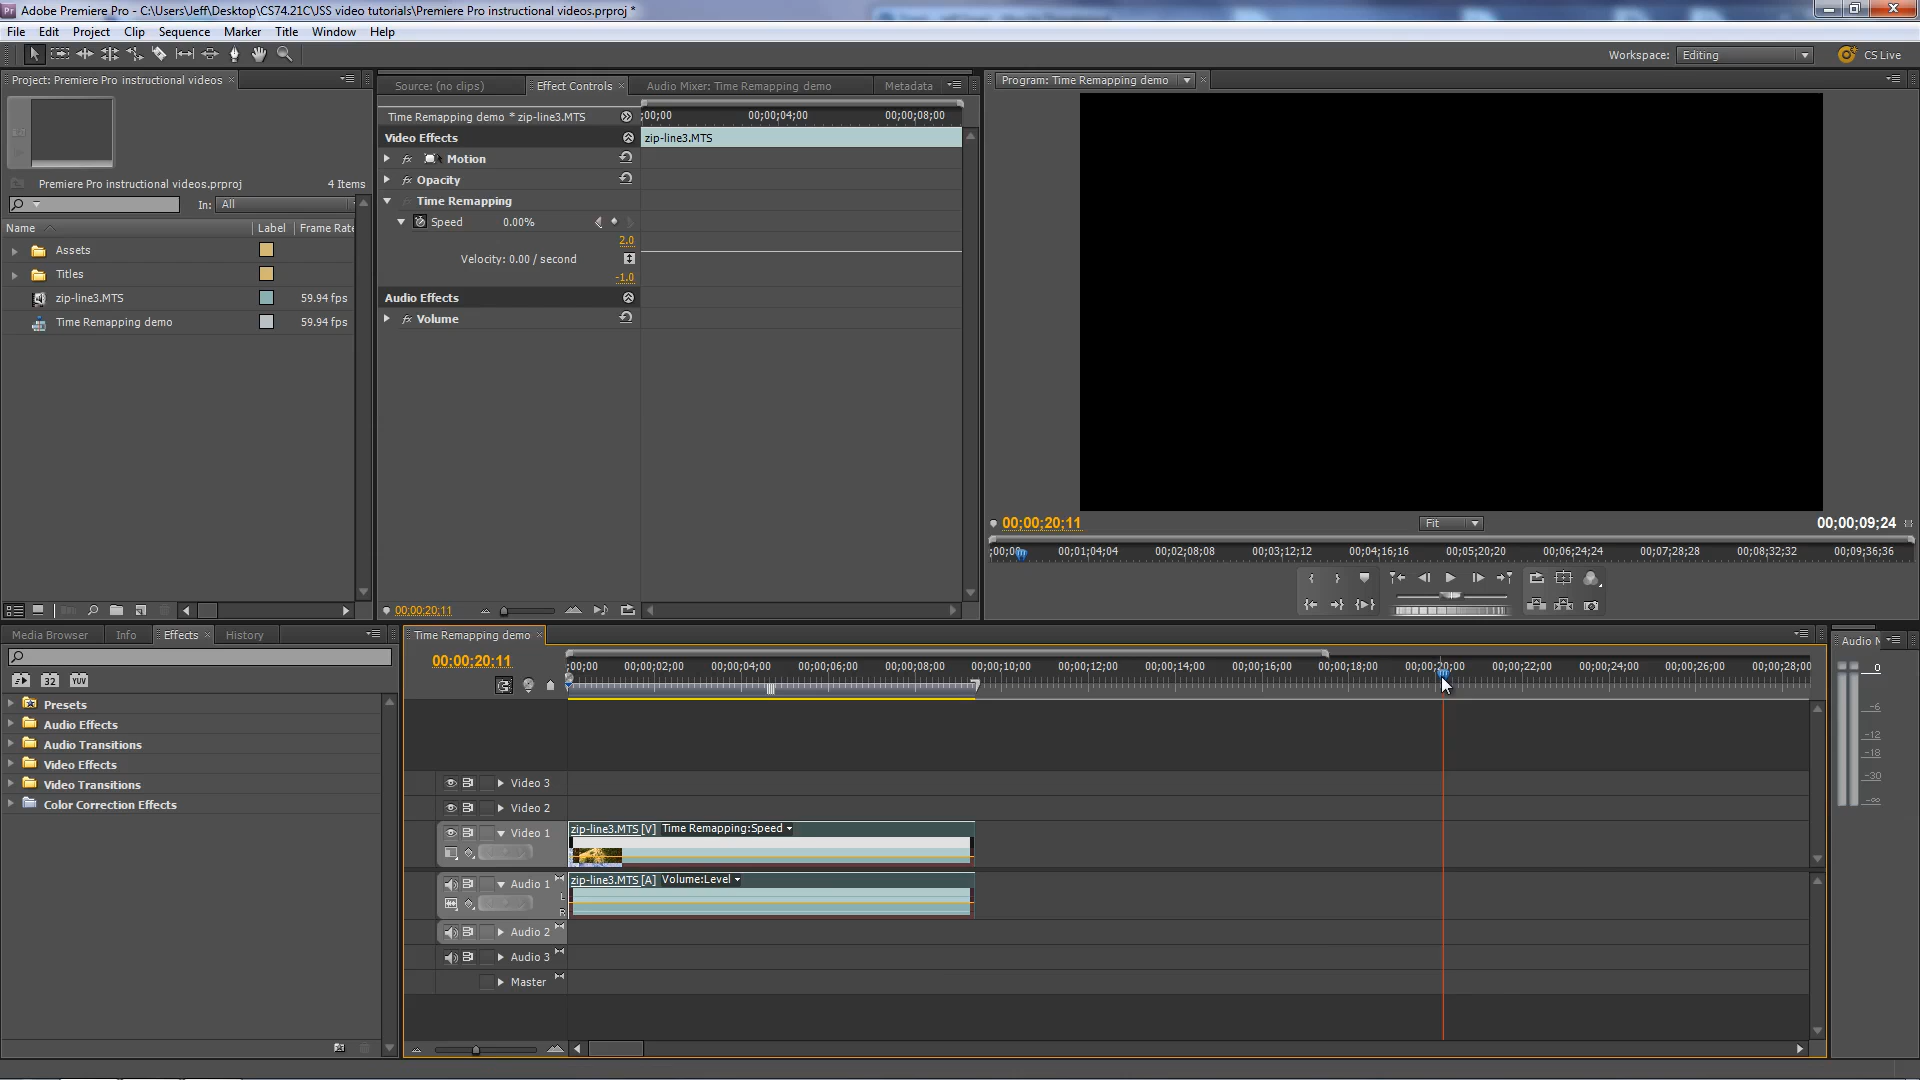 Adobe Premiere Pro - C:\Users\Jeff\Desktop\CS74.21C\JSS video tutorials\Premiere Pro instructional videos.prproj *
File Edit Project Clip Sequence Marker Title Window Help
Workspace: Editing CS Live
Project: Premiere Pro instructional videos
Premiere Pro instructional videos.prproj 4 Items
In: All
Name Label Frame Rate
Assets
Titles
zip-line3.MTS 59.94 fps
Time Remapping demo 59.94 fps
Source: (no clips) Effect Controls Audio Mixer: Time Remapping demo Metadata
Time Remapping demo * zip-line3.MTS ;00;00 00;00;04;00 00;00;08;00
Video Effects zip-line3.MTS
fx Motion
fx Opacity
Time Remapping
Speed 0.00%
2.0
Velocity: 0.00 / second
-1.0
Audio Effects
fx Volume
00;00;20;11
Program: Time Remapping demo
00;00;20;11 Fit 00;00;09;24
;00;00 00;01;04;04 00;02;08;08 00;03;12;12 00;04;16;16 00;05;20;20 00;06;24;24 00;07;28;28 00;08;32;32 00;09;36;36
Media Browser Info Effects History
32 YUV
Presets
Audio Effects
Audio Transitions
Video Effects
Video Transitions
Color Correction Effects
Time Remapping demo
00;00;20;11 ;00;00 00;00;02;00 00;00;04;00 00;00;06;00 00;00;08;00 00;00;10;00 00;00;12;00 00;00;14;00 00;00;16;00 00;00;18;00 00;00;20;00 00;00;22;00 00;00;24;00 00;00;26;00 00;00;28;00
Video 3
Video 2
Video 1 zip-line3.MTS [V] Time Remapping:Speed
Audio 1 zip-line3.MTS [A] Volume:Level
L
R
Audio 2
Audio 3
Master
Audio
0
-6
-12
-18
-30
-∞